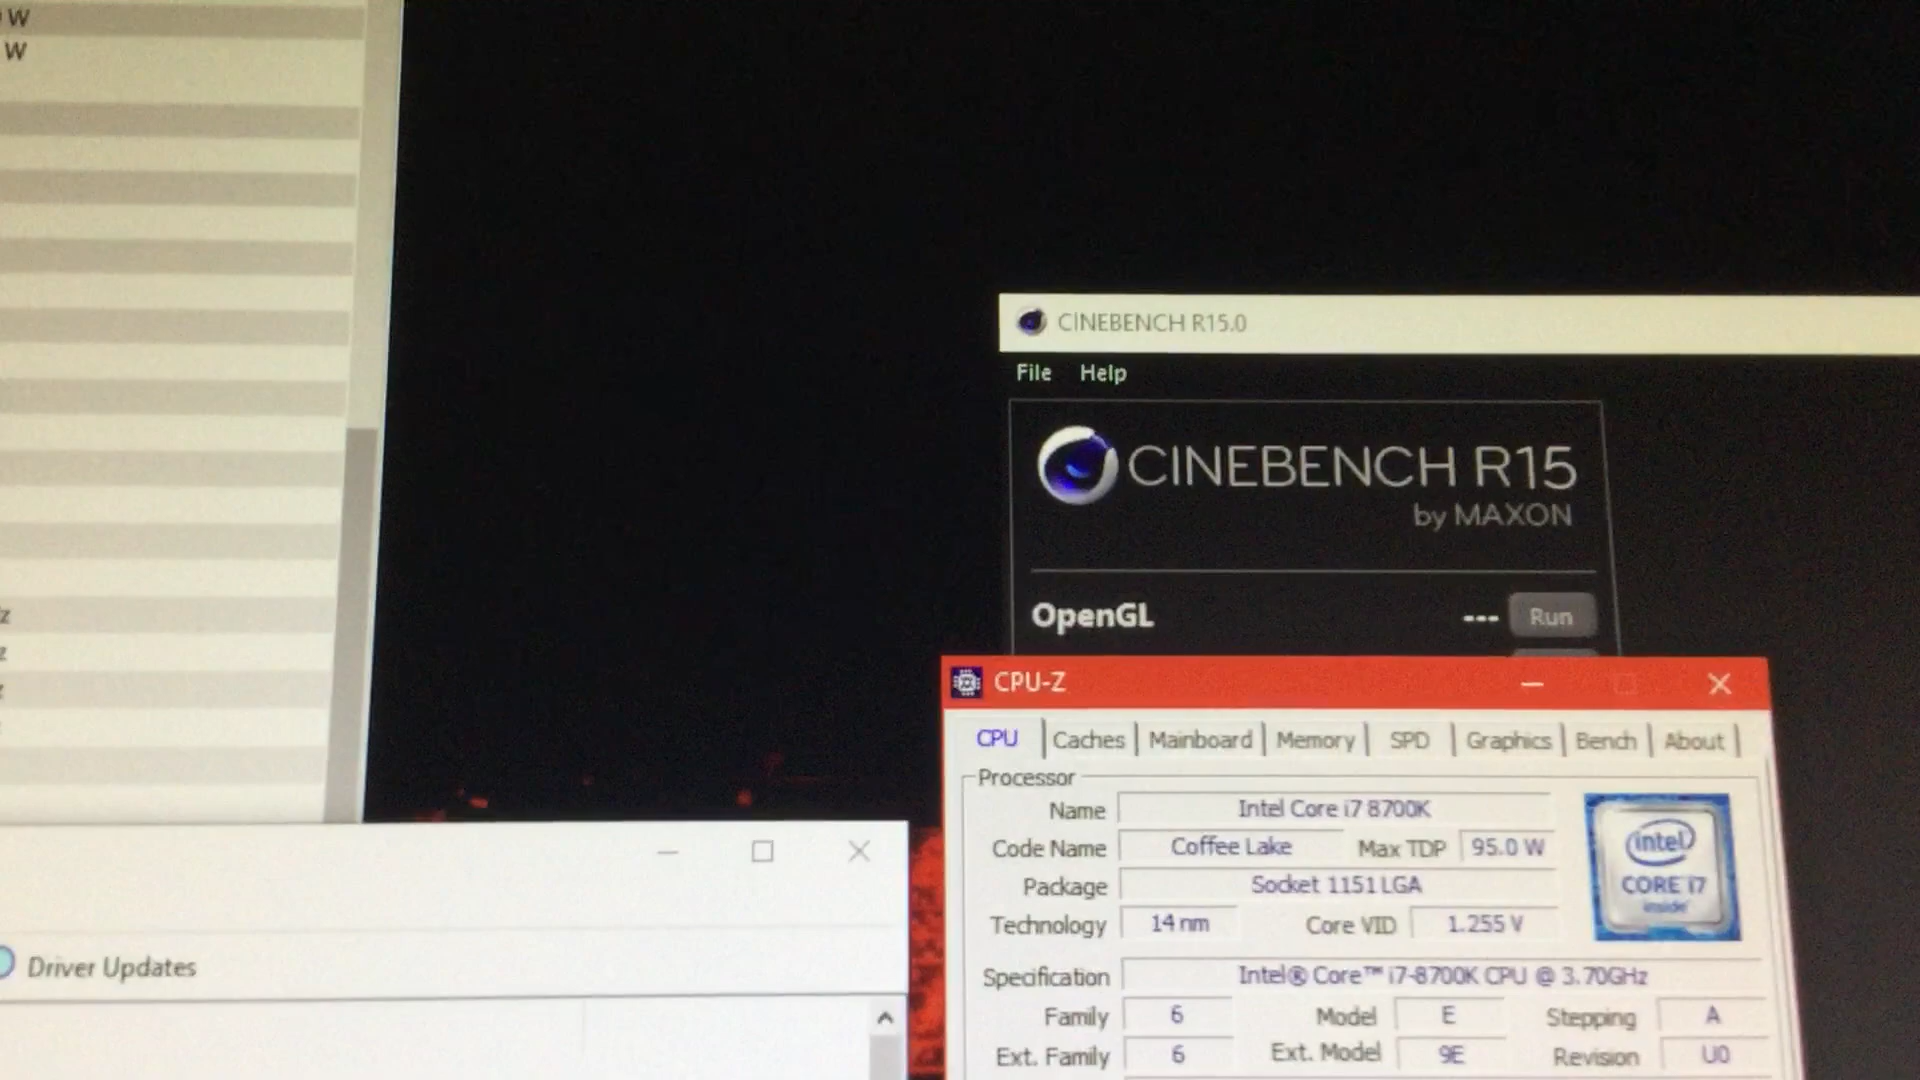 W
W
z
z
z
CINEBENCH R15.0
File Help
CINEBENCH R15
by MAXON
OpenGL --- Run
CPU-Z
CPU Caches Mainboard Memory SPD Graphics Bench About
Processor
Name Intel Core i7 8700K
Code Name Coffee Lake Max TDP 95.0 W
Package Socket 1151 LGA
Technology 14 nm Core VID 1.255 V
intel
CORE i7
inside
Specification Intel® Core™ i7-8700K CPU @ 3.70GHz
Family 6 Model E Stepping A
Ext. Family 6 Ext. Model 9E Revision U0
Driver Updates